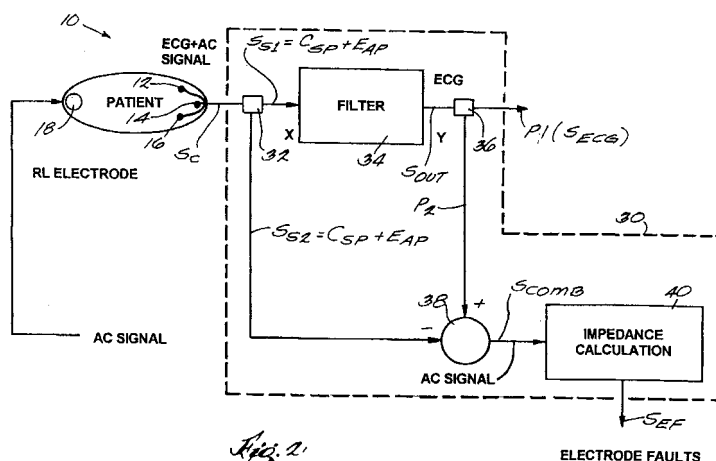 10
ECG+AC
SIGNAL
S_S1 = C_SP + E_AP
12
PATIENT
14
16
18
S_C
32
X
FILTER
34
ECG
Y
36
S_OUT
P1 (S_ECG)
RL ELECTRODE
P_2
30
S_S2 = C_SP + E_AP
38
+
-
S_COMB
40
IMPEDANCE
CALCULATION
AC SIGNAL
AC SIGNAL
S_EF
Fig. 2.
ELECTRODE FAULTS